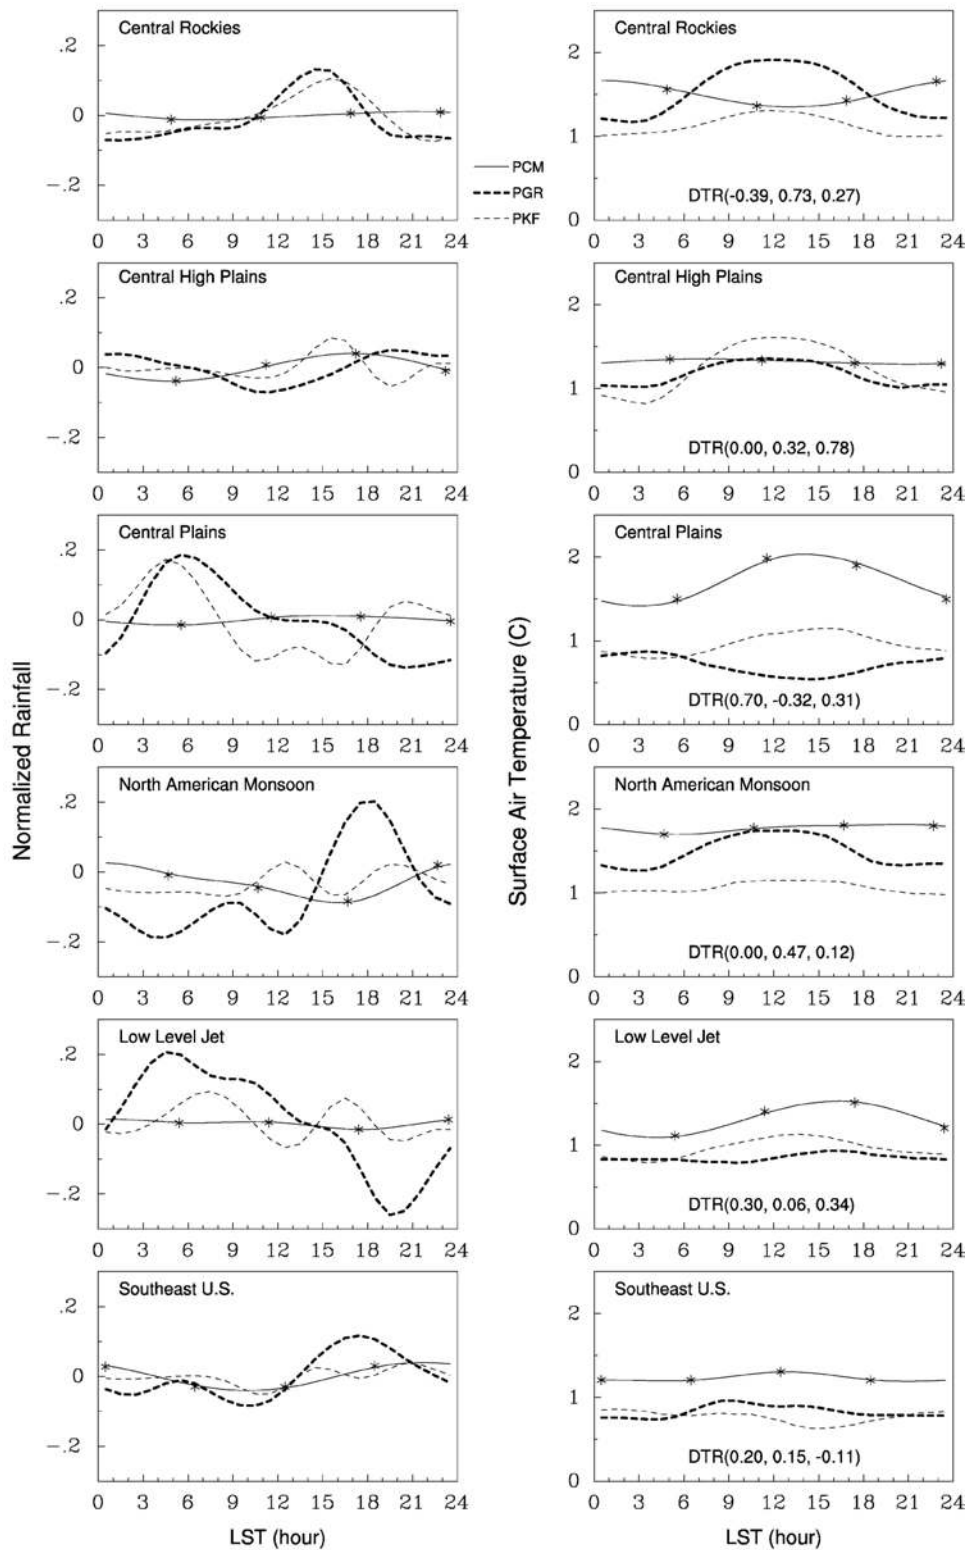 Central Rockies
.2
0
-.2
0 3 6 9 12 15 18 21 24
PCM
PGR
PKF
Central Rockies
2
1
0
DTR(-0.39, 0.73, 0.27)
0 3 6 9 12 15 18 21 24
Central High Plains
.2
0
-.2
0 3 6 9 12 15 18 21 24
Central High Plains
2
1
0
DTR(0.00, 0.32, 0.78)
0 3 6 9 12 15 18 21 24
Central Plains
.2
0
-.2
0 3 6 9 12 15 18 21 24
Central Plains
2
1
0
DTR(0.70, -0.32, 0.31)
0 3 6 9 12 15 18 21 24
Normalized Rainfall
Surface Air Temperature (C)
North American Monsoon
.2
0
-.2
0 3 6 9 12 15 18 21 24
North American Monsoon
2
1
0
DTR(0.00, 0.47, 0.12)
0 3 6 9 12 15 18 21 24
Low Level Jet
.2
0
-.2
0 3 6 9 12 15 18 21 24
Low Level Jet
2
1
0
DTR(0.30, 0.06, 0.34)
0 3 6 9 12 15 18 21 24
Southeast U.S.
.2
0
-.2
0 3 6 9 12 15 18 21 24
LST (hour)
Southeast U.S.
2
1
0
DTR(0.20, 0.15, -0.11)
0 3 6 9 12 15 18 21 24
LST (hour)